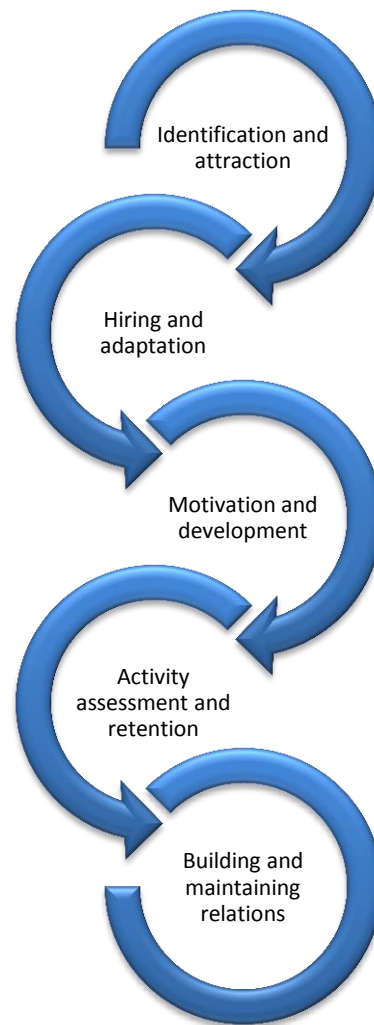 Identification and
attraction
Hiring and
adaptation
Motivation and
development
Activity
assessment and
retention
Building and
maintaining
relations